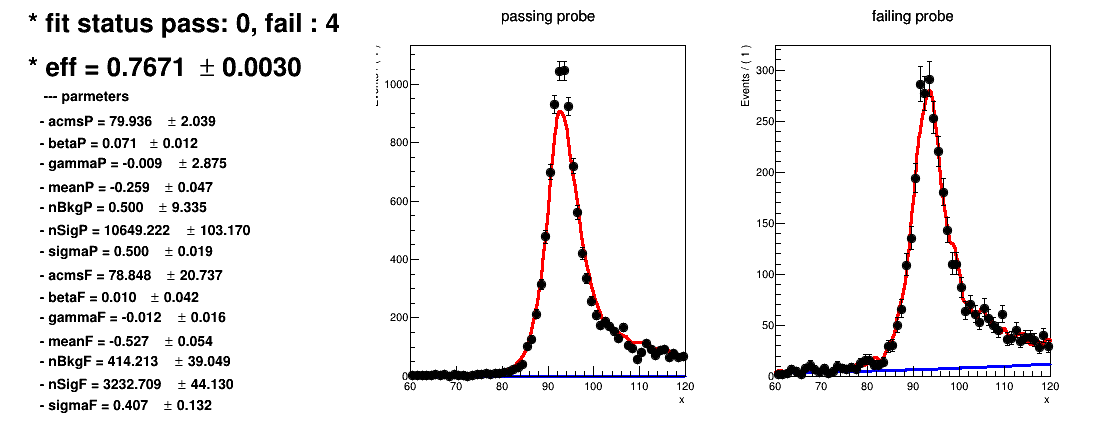 * fit status pass: 0, fail : 4
* eff = 0.7671 ± 0.0030
--- parmeters
- acmsP = 79.936 ± 2.039
- betaP = 0.071 ± 0.012
- gammaP = -0.009 ± 2.875
- meanP = -0.259 ± 0.047
- nBkgP = 0.500 ± 9.335
- nSigP = 10649.222 ± 103.170
- sigmaP = 0.500 ± 0.019
- acmsF = 78.848 ± 20.737
- betaF = 0.010 ± 0.042
- gammaF = -0.012 ± 0.016
- meanF = -0.527 ± 0.054
- nBkgF = 414.213 ± 39.049
- nSigF = 3232.709 ± 44.130
- sigmaF = 0.407 ± 0.132
passing probe
1000
800
600
400
200
0
60 70 80 90 100 110 120
x
failing probe
Events / ( 1 )
300
250
200
150
100
50
0
60 70 80 90 100 110 120
x